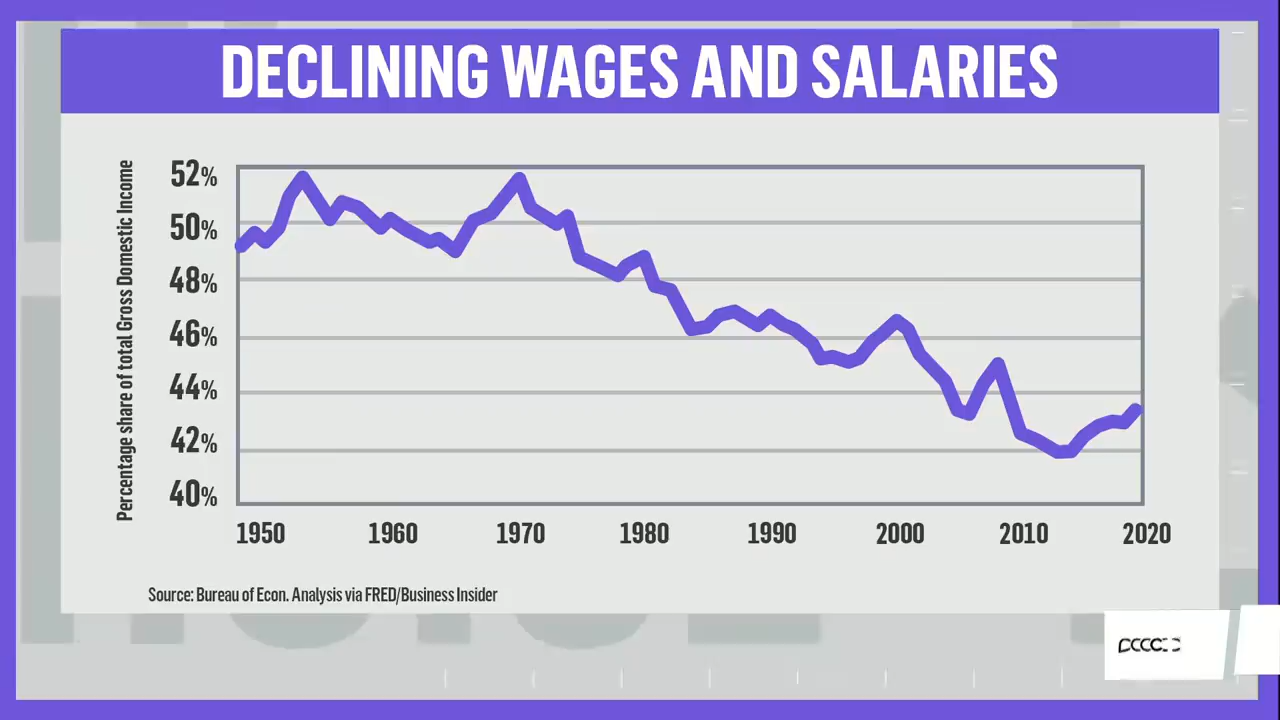 DECLINING WAGES AND SALARIES
Percentage share of total Gross Domestic Income
52%
50%
48%
46%
44%
42%
40%
1950 1960 1970 1980 1990 2000 2010 2020
Source: Bureau of Econ. Analysis via FRED/Business Insider